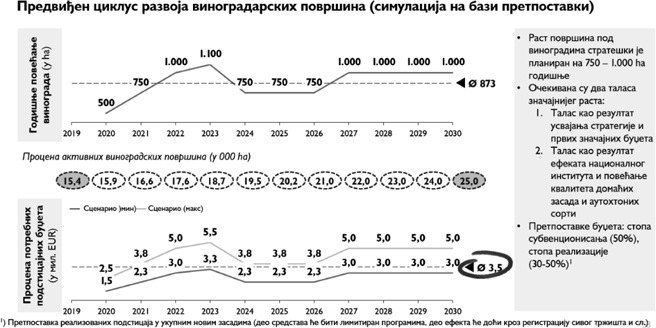 Предвиђен циклус развоја виноградарских површина (симулација на бази претпоставки)
Годишње повећање
винограда (у ha)
500
750
1.000
1.100
750
750
750
1.000
1.000
1.000
1.000
Ø 873
2019 2020 2021 2022 2023 2024 2025 2026 2027 2028 2029 2030
Процена активних виноградских површина (у 000 ha)
15,4 15,9 16,6 17,6 18,7 19,5 20,2 21,0 22,0 23,0 24,0 25,0
Процена потребних
подстицајних буџета
(у мил. EUR)
Сценарио (мин) Сценарио (макс)
2,5 3,8 5,0 5,5 3,8 3,8 3,8 5,0 5,0 5,0 5,0
1,5 2,3 3,0 3,3 2,3 2,3 2,3 3,0 3,0 3,0 3,0
Ø 3,5
2019 2020 2021 2022 2023 2024 2025 2026 2027 2028 2029 2030
• Раст површина под
виноградима стратешки је
планиран на 750 – 1.000 ha
годишње
• Очекивана су два таласа
значајнијег раста:
1. Талас као резултат
усвајања стратегије и
првих значајних буџета
2. Талас као резултат
ефеката националног
института и повећање
квалитета домаћих
засада и аутохтоних
сорти
• Претпоставке буџета: стопа
субвенционисања (50%),
стопа реализације
(30-50%)¹
¹) Претпоставка реализованих подстицаја у укупним новим засадима (део средстава ће бити лимитиран програмима, део ефекта ће доћи кроз регистрацију сивог тржишта и сл.)